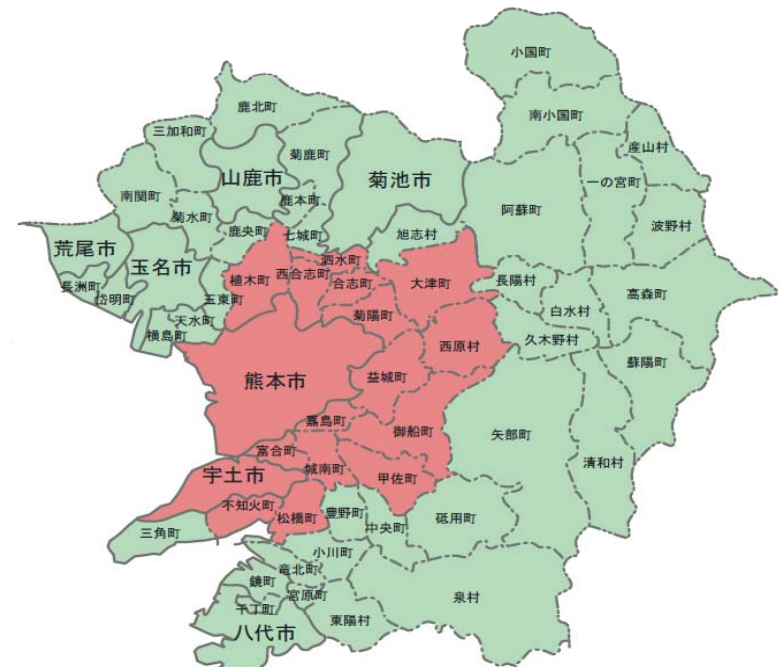 小国町
南小国町
鹿北町
三加和町
菊鹿町
産山村
山鹿市
菊池市
一の宮町
南関町
鹿本町
阿蘇町
菊水町
波野村
鹿央町
七城町
旭志村
荒尾市
玉名市
泗水町
植木町
西合志町
合志町
大津町
長陽村
高森町
長洲町
岱明町
玉東町
白水村
天水町
菊陽町
横島町
西原村
久木野村
蘇陽町
熊本市
益城町
嘉島町
御船町
矢部町
富合町
清和村
宇土市
城南町
甲佐町
不知火町
松橋町
豊野町
砥用町
三角町
中央町
小川町
竜北町
鏡町
宮原町
泉村
千丁町
東陽村
八代市